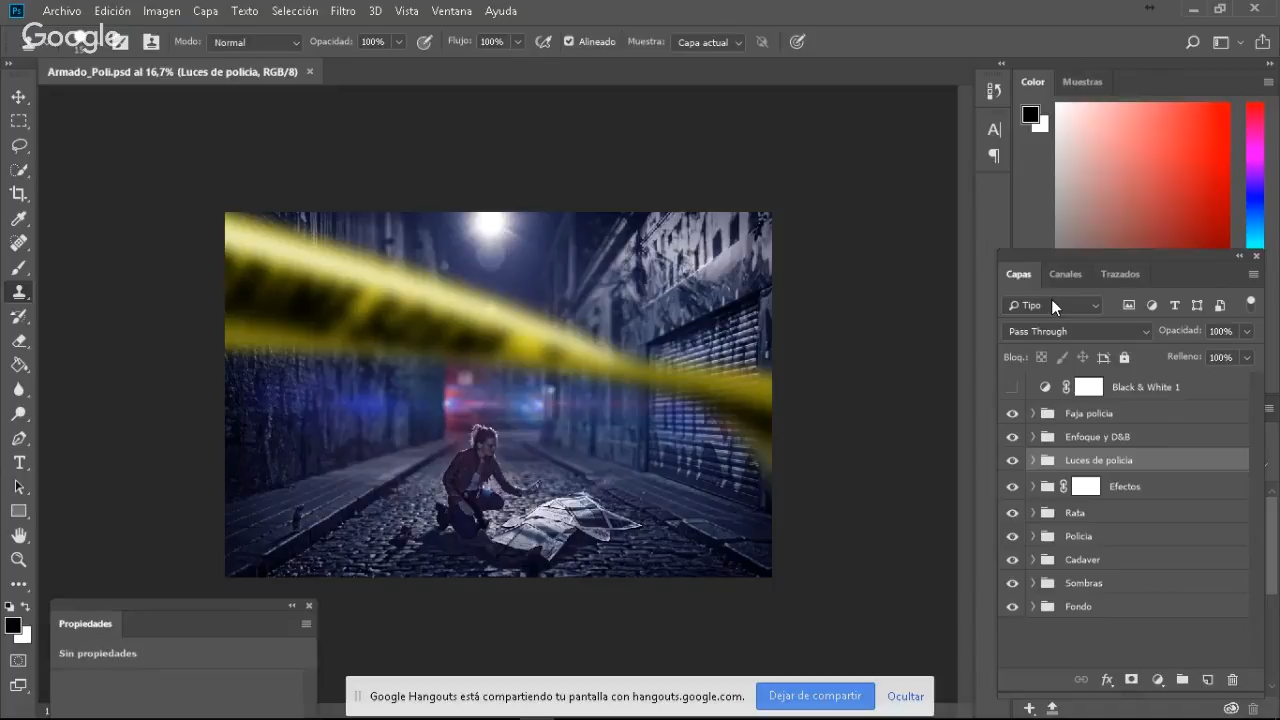 Ps Archivo Edición Imagen Capa Texto Selección Filtro 3D Vista Ventana Ayuda
Google
Modo: Normal Opacidad: 100% Flujo: 100% Alineado Muestra: Capa actual
Armado_Poli.psd al 16,7% (Luces de policia, RGB/8)
Color Muestras
Capas Canales Trazados
Tipo
Pass Through Opacidad: 100%
Bloq.: Relleno: 100%
Black & White 1
Faja policia
Enfoque y D&B
Luces de policia
Efectos
Rata
Policia
Cadaver
Sombras
Fondo
Propiedades
Sin propiedades
Google Hangouts está compartiendo tu pantalla con hangouts.google.com. Dejar de compartir Ocultar